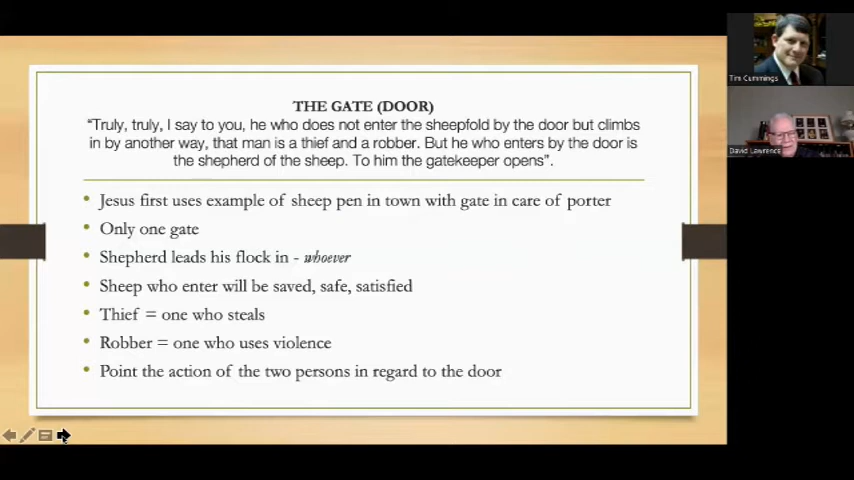 THE GATE (DOOR)
“Truly, truly, I say to you, he who does not enter the sheepfold by the door but climbs
in by another way, that man is a thief and a robber. But he who enters by the door is
the shepherd of the sheep. To him the gatekeeper opens”.
• Jesus first uses example of sheep pen in town with gate in care of porter
• Only one gate
• Shepherd leads his flock in - whoever
• Sheep who enter will be saved, safe, satisfied
• Thief = one who steals
• Robber = one who uses violence
• Point the action of the two persons in regard to the door
Tim Cummings
David Lawrence